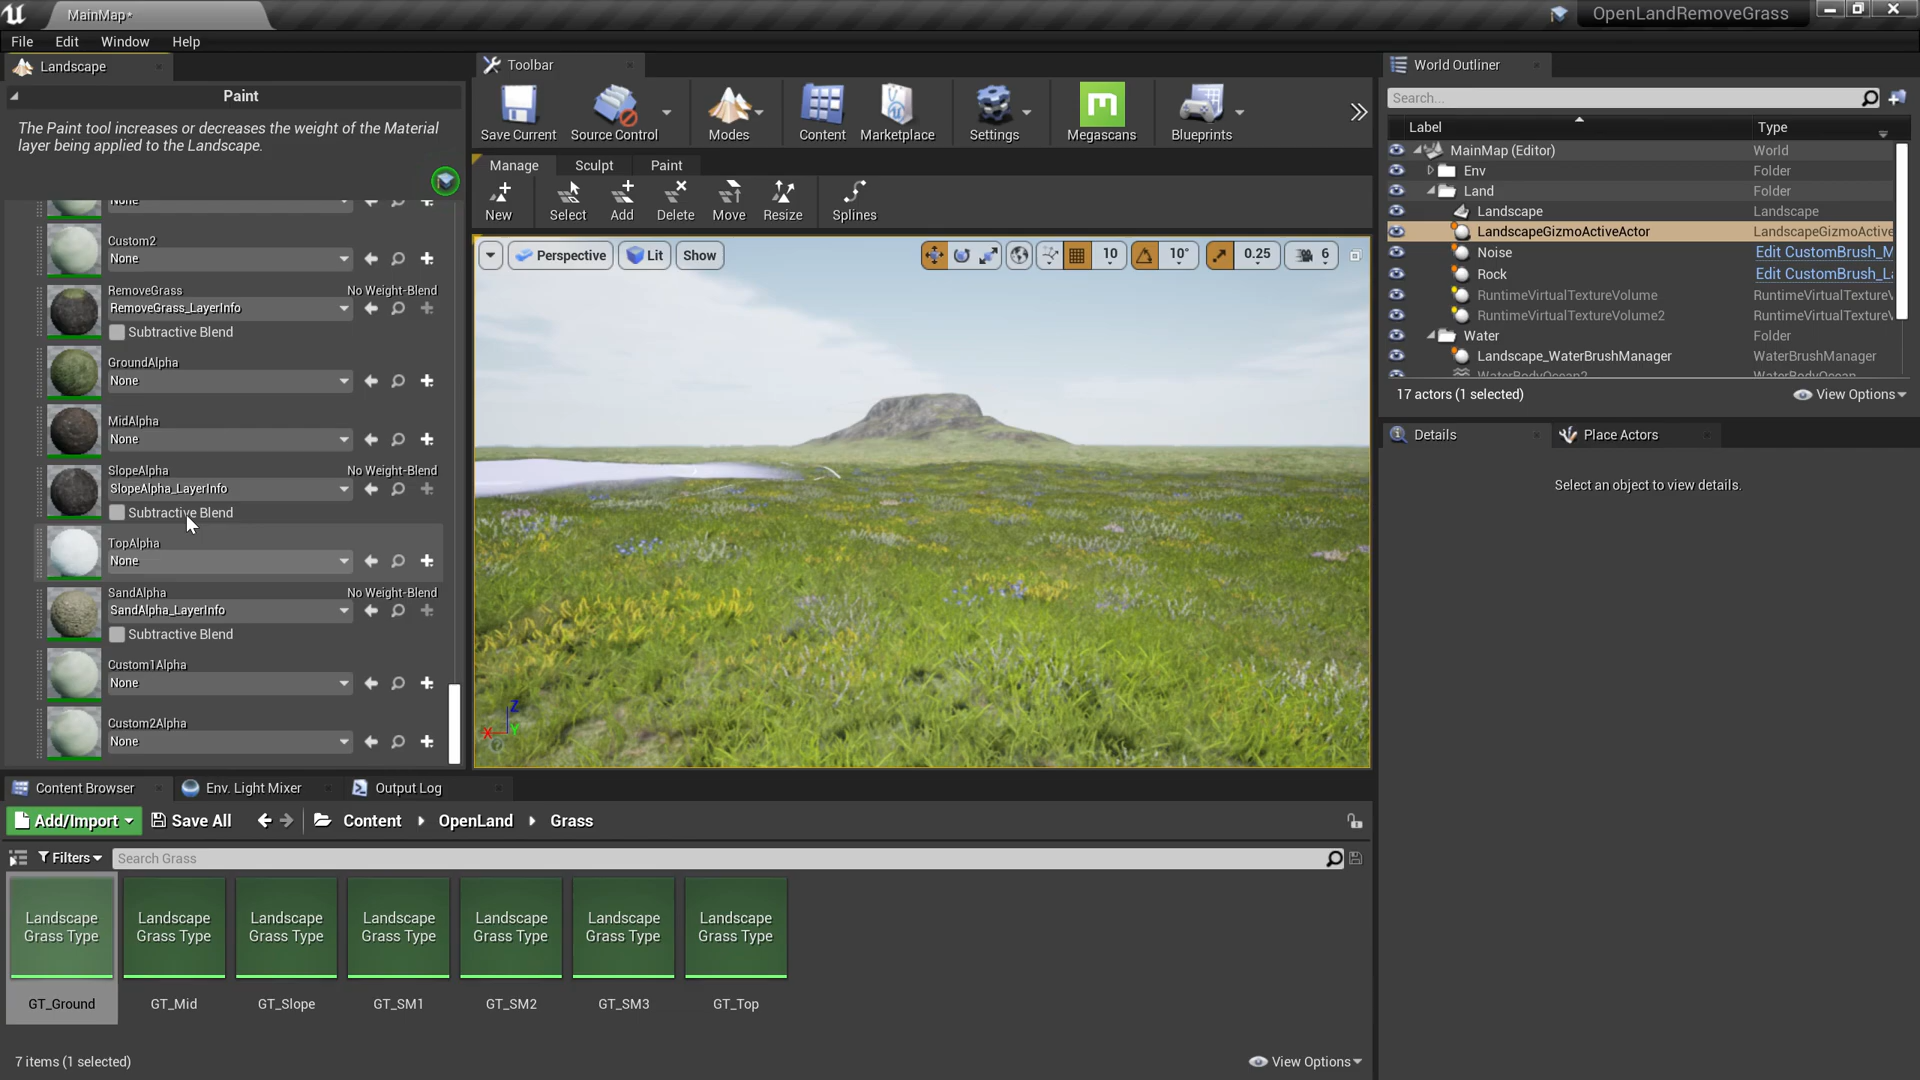 MainMap*
OpenLandRemoveGrass
File Edit Window Help
Landscape
Paint
The Paint tool increases or decreases the weight of the Material
layer being applied to the Landscape.
None
Custom2
None
RemoveGrass No Weight-Blend
RemoveGrass_LayerInfo
Subtractive Blend
GroundAlpha
None
MidAlpha
None
SlopeAlpha No Weight-Blend
SlopeAlpha_LayerInfo
Subtractive Blend
TopAlpha
None
SandAlpha No Weight-Blend
SandAlpha_LayerInfo
Subtractive Blend
Custom1Alpha
None
Custom2Alpha
None
Toolbar
Save Current Source Control Modes Content Marketplace Settings Megascans Blueprints
Manage Sculpt Paint
New Select Add Delete Move Resize Splines
Perspective Lit Show 10 10° 0.25 6
X Z Y
World Outliner
Search...
Label Type
MainMap (Editor) World
Env Folder
Land Folder
Landscape Landscape
LandscapeGizmoActiveActor LandscapeGizmoActive
Noise Edit CustomBrush_M
Rock Edit CustomBrush_L
RuntimeVirtualTextureVolume RuntimeVirtualTextureV
RuntimeVirtualTextureVolume2 RuntimeVirtualTextureV
Water Folder
Landscape_WaterBrushManager WaterBrushManager
WaterBodyOcean2 WaterBodyOcean
17 actors (1 selected) View Options
Details Place Actors
Select an object to view details.
Content Browser Env. Light Mixer Output Log
Add/Import Save All Content OpenLand Grass
Filters Search Grass
Landscape Landscape Landscape Landscape Landscape Landscape Landscape
Grass Type Grass Type Grass Type Grass Type Grass Type Grass Type Grass Type
GT_Ground GT_Mid GT_Slope GT_SM1 GT_SM2 GT_SM3 GT_Top
7 items (1 selected) View Options